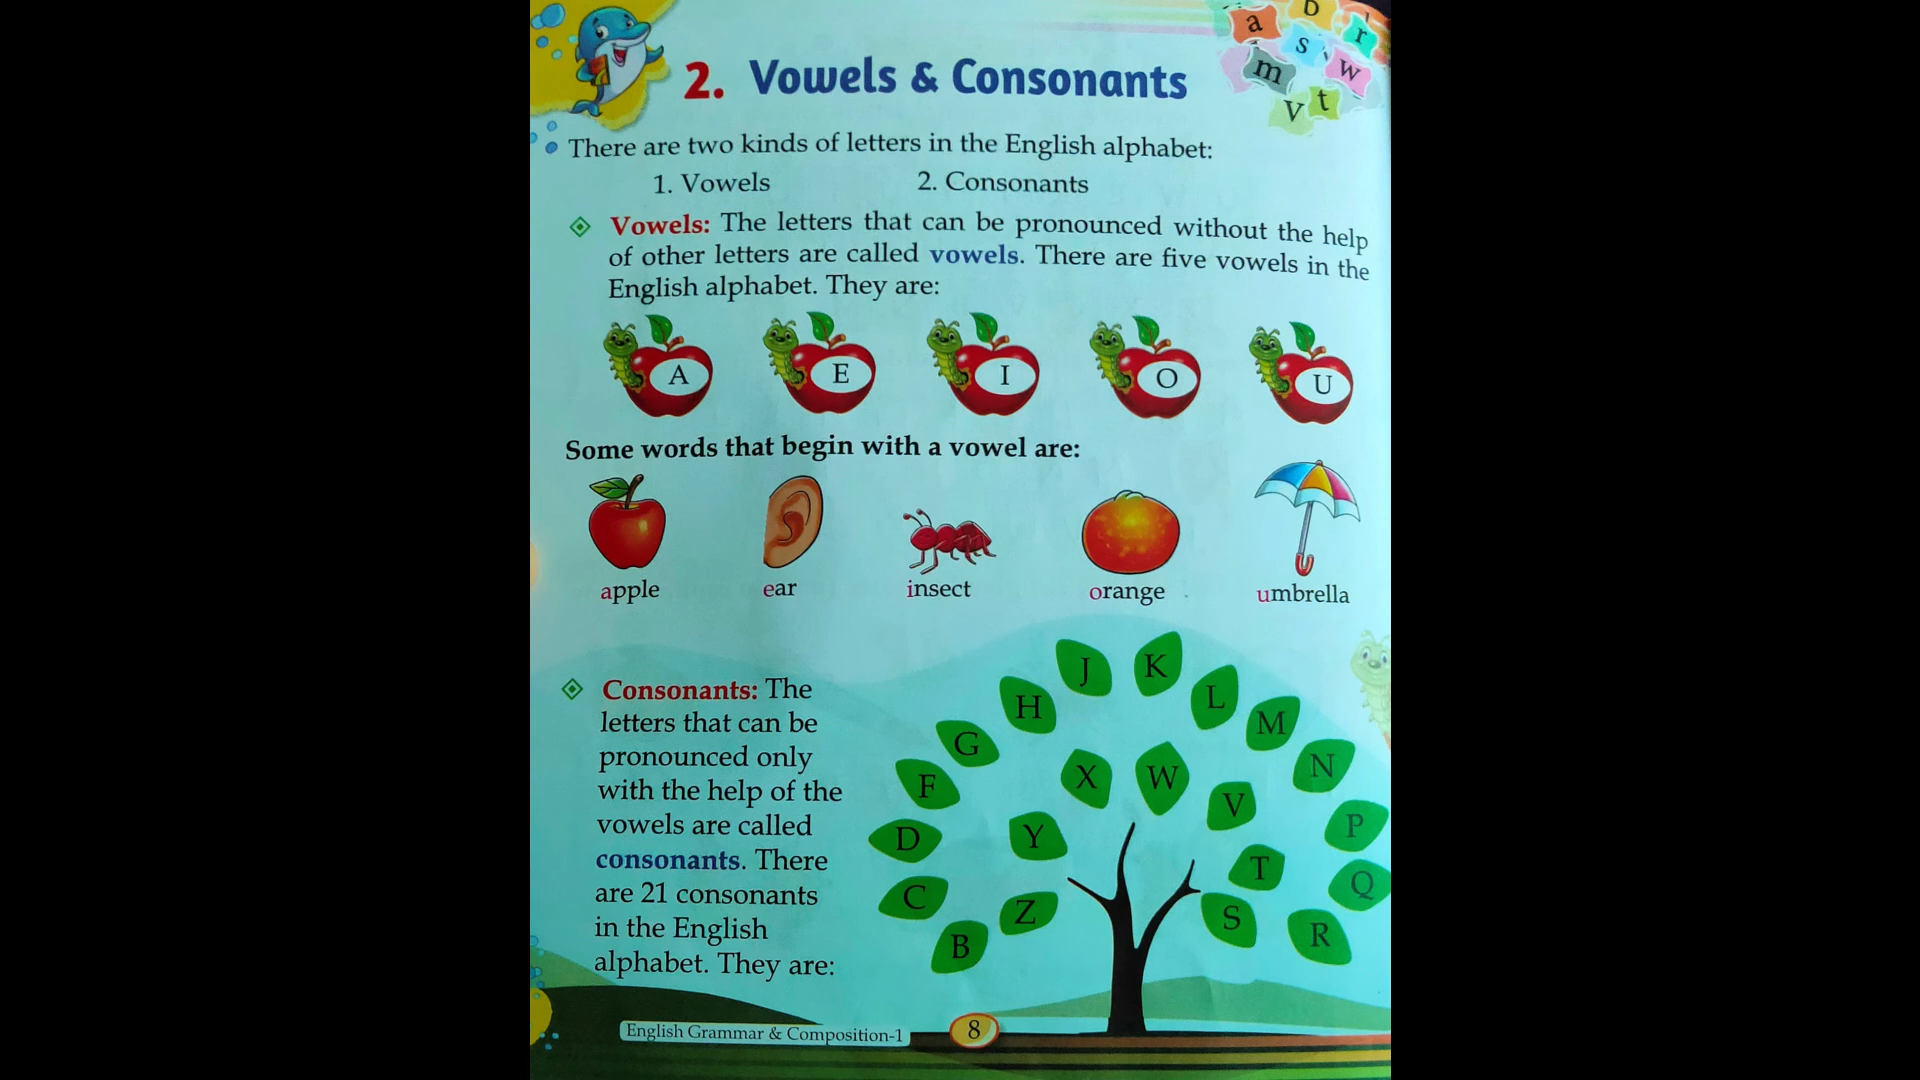 a
D
r
s
m
w
v
t
2. Vowels & Consonants
There are two kinds of letters in the English alphabet:
1. Vowels 2. Consonants
Vowels: The letters that can be pronounced without the help
of other letters are called vowels. There are five vowels in the
English alphabet. They are:
A E I O U
Some words that begin with a vowel are:
apple ear insect orange umbrella
Consonants: The
letters that can be
pronounced only
with the help of the
vowels are called
consonants. There
are 21 consonants
in the English
alphabet. They are:
B
C
D
F
G
H
J
K
L
M
N
P
Q
R
S
T
V
W
X
Y
Z
English Grammar & Composition-1
8